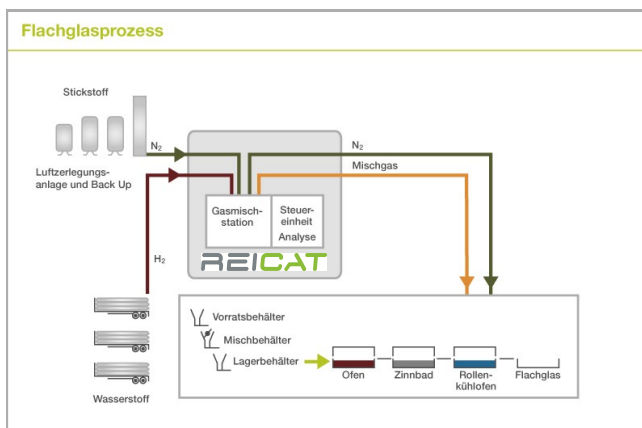 Flachglasprozess
Stickstoff
N₂
N₂
Mischgas
Luftzerlegungs-
anlage und Back Up
Gasmisch-
station
Steuer-
einheit
Analyse
REICAT
H₂
Vorratsbehälter
Mischbehälter
Lagerbehälter
Ofen
Zinnbad
Rollen-
kühlofen
Flachglas
Wasserstoff